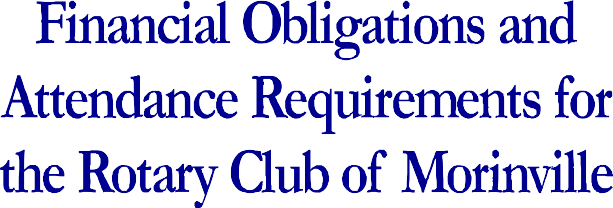 Financial Obligations and
Attendance Requirements for
the Rotary Club of Morinville